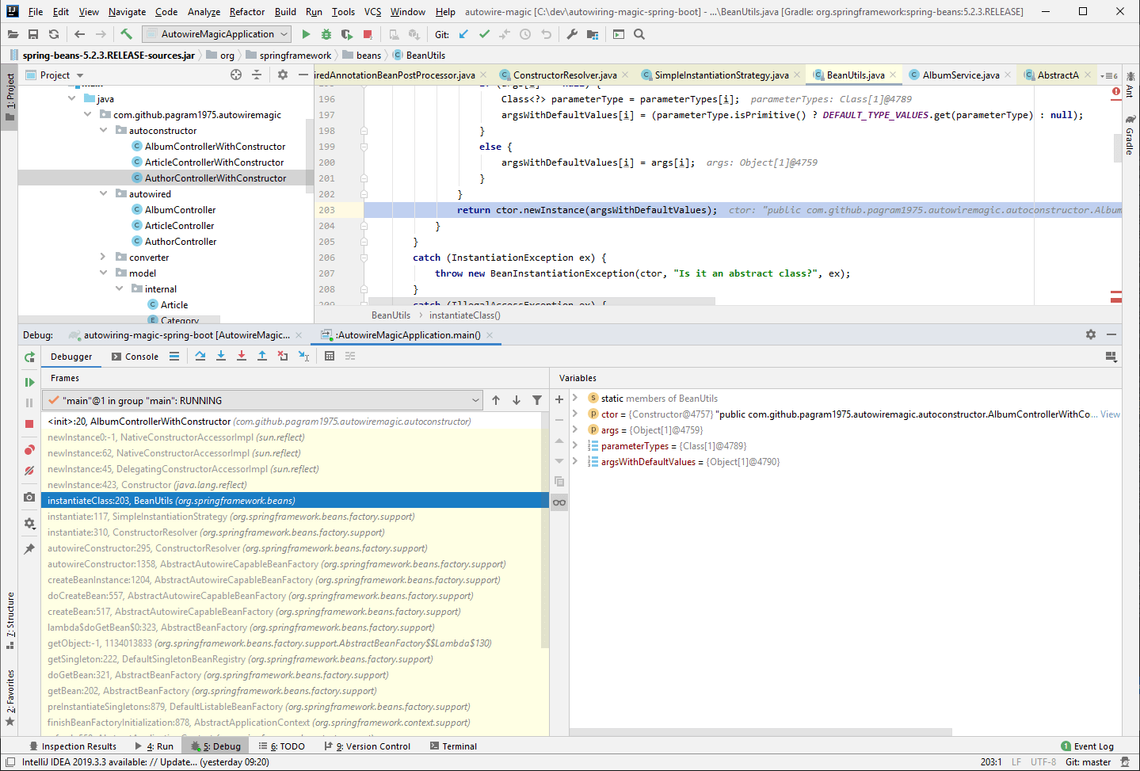 File Edit View Navigate Code Analyze Refactor Build Run Tools VCS Window Help autowire-magic [C:\dev\autowiring-magic-spring-boot] - ...\BeanUtils.java [Gradle: org.springframework:spring-beans:5.2.3.RELEASE]
AutowireMagicApplication Git:
spring-beans-5.2.3.RELEASE-sources.jar org springframework beans BeanUtils
1: Project
Project
iredAnnotationBeanPostProcessor.java ConstructorResolver.java SimpleInstantiationStrategy.java BeanUtils.java AlbumService.java AbstractA
Ant
Gradle
java
com.github.pagram1975.autowiremagic
autoconstructor
AlbumControllerWithConstructor
ArticleControllerWithConstructor
AuthorControllerWithConstructor
autowired
AlbumController
ArticleController
AuthorController
converter
model
internal
Article
Category
196 Class<?> parameterType = parameterTypes[i]; parameterTypes: Class[1]@4789
197 argsWithDefaultValues[i] = (parameterType.isPrimitive() ? DEFAULT_TYPE_VALUES.get(parameterType) : null);
198 }
199 else {
200 argsWithDefaultValues[i] = args[i]; args: Object[1]@4759
201 }
202 }
203 return ctor.newInstance(argsWithDefaultValues); ctor: "public com.github.pagram1975.autowiremagic.autoconstructor.Album
204 }
205 }
206 catch (InstantiationException ex) {
207 throw new BeanInstantiationException(ctor, "Is it an abstract class?", ex);
208 }
209 catch (IllegalAccessException ex) {
BeanUtils › instantiateClass()
Debug: autowiring-magic-spring-boot [AutowireMagic... :AutowireMagicApplication.main()
Debugger Console
Frames
"main"@1 in group "main": RUNNING
<init>:20, AlbumControllerWithConstructor (com.github.pagram1975.autowiremagic.autoconstructor)
newInstance0:-1, NativeConstructorAccessorImpl (sun.reflect)
newInstance:62, NativeConstructorAccessorImpl (sun.reflect)
newInstance:45, DelegatingConstructorAccessorImpl (sun.reflect)
newInstance:423, Constructor (java.lang.reflect)
instantiateClass:203, BeanUtils (org.springframework.beans)
instantiate:117, SimpleInstantiationStrategy (org.springframework.beans.factory.support)
instantiate:310, ConstructorResolver (org.springframework.beans.factory.support)
autowireConstructor:295, ConstructorResolver (org.springframework.beans.factory.support)
autowireConstructor:1358, AbstractAutowireCapableBeanFactory (org.springframework.beans.factory.support)
createBeanInstance:1204, AbstractAutowireCapableBeanFactory (org.springframework.beans.factory.support)
doCreateBean:557, AbstractAutowireCapableBeanFactory (org.springframework.beans.factory.support)
createBean:517, AbstractAutowireCapableBeanFactory (org.springframework.beans.factory.support)
lambda$doGetBean$0:323, AbstractBeanFactory (org.springframework.beans.factory.support)
getObject:-1, 1134013833 (org.springframework.beans.factory.support.AbstractBeanFactory$$Lambda$130)
getSingleton:222, DefaultSingletonBeanRegistry (org.springframework.beans.factory.support)
doGetBean:321, AbstractBeanFactory (org.springframework.beans.factory.support)
getBean:202, AbstractBeanFactory (org.springframework.beans.factory.support)
preInstantiateSingletons:879, DefaultListableBeanFactory (org.springframework.beans.factory.support)
finishBeanFactoryInitialization:878, AbstractApplicationContext (org.springframework.context.support)
Variables
static members of BeanUtils
ctor = {Constructor@4757} "public com.github.pagram1975.autowiremagic.autoconstructor.AlbumControllerWithCo... View
args = {Object[1]@4759}
parameterTypes = {Class[1]@4789}
argsWithDefaultValues = {Object[1]@4790}
Z: Structure
2: Favorites
Inspection Results 4: Run 5: Debug 6: TODO 9: Version Control Terminal Event Log
IntelliJ IDEA 2019.3.3 available: // Update... (yesterday 09:20) 203:1 LF UTF-8 Git: master